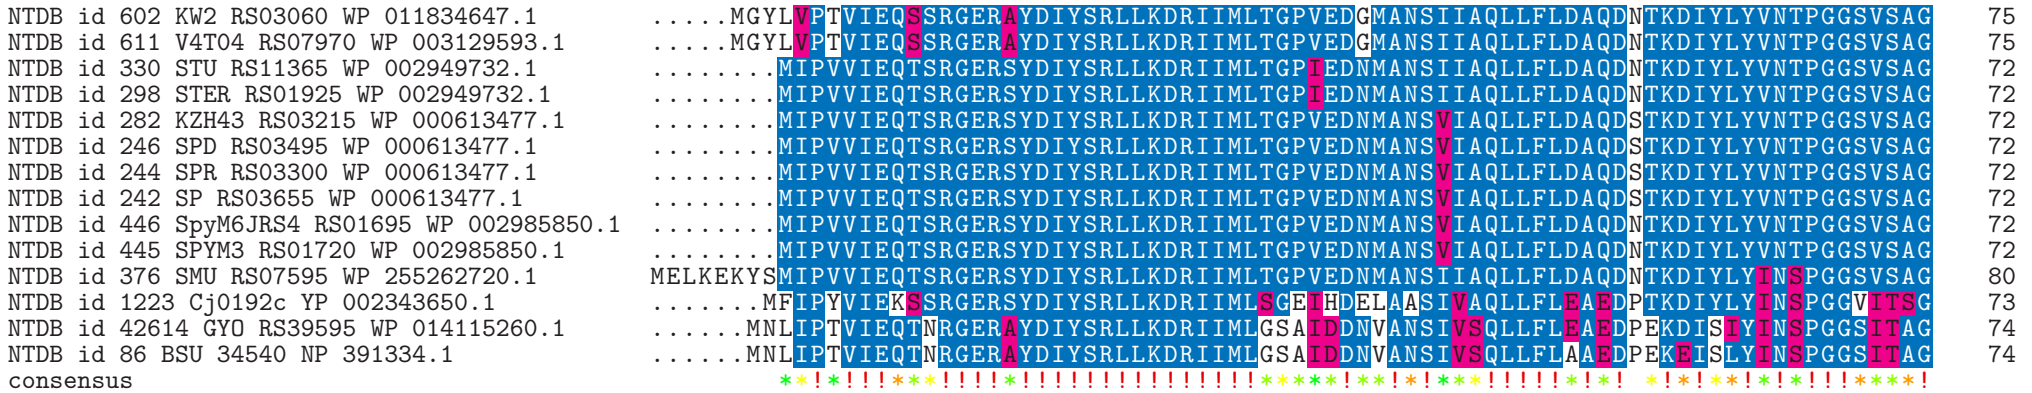 NTDB id 602 KW2 RS03060 WP 011834647.1 .....MGYLVPTVIEQSSRGERAYDIYSRLLKDRIIMLTGPVEDGMANSIIAQLLFLDAQDNTKDIYLYVNTPGGSVSAG 75
NTDB id 611 V4T04 RS07970 WP 003129593.1 .....MGYLVPTVIEQSSRGERAYDIYSRLLKDRIIMLTGPVEDGMANSIIAQLLFLDAQDNTKDIYLYVNTPGGSVSAG 75
NTDB id 330 STU RS11365 WP 002949732.1 ........MIPVVIEQTSRGERSYDIYSRLLKDRIIMLTGPIEDNMANSIIAQLLFLDAQDNTKDIYLYVNTPGGSVSAG 72
NTDB id 298 STER RS01925 WP 002949732.1 ........MIPVVIEQTSRGERSYDIYSRLLKDRIIMLTGPIEDNMANSIIAQLLFLDAQDNTKDIYLYVNTPGGSVSAG 72
NTDB id 282 KZH43 RS03215 WP 000613477.1 ........MIPVVIEQTSRGERSYDIYSRLLKDRIIMLTGPVEDNMANSVIAQLLFLDAQDSTKDIYLYVNTPGGSVSAG 72
NTDB id 246 SPD RS03495 WP 000613477.1 ........MIPVVIEQTSRGERSYDIYSRLLKDRIIMLTGPVEDNMANSVIAQLLFLDAQDSTKDIYLYVNTPGGSVSAG 72
NTDB id 244 SPR RS03300 WP 000613477.1 ........MIPVVIEQTSRGERSYDIYSRLLKDRIIMLTGPVEDNMANSVIAQLLFLDAQDSTKDIYLYVNTPGGSVSAG 72
NTDB id 242 SP RS03655 WP 000613477.1 ........MIPVVIEQTSRGERSYDIYSRLLKDRIIMLTGPVEDNMANSVIAQLLFLDAQDSTKDIYLYVNTPGGSVSAG 72
NTDB id 446 SpyM6JRS4 RS01695 WP 002985850.1 ........MIPVVIEQTSRGERSYDIYSRLLKDRIIMLTGPVEDNMANSVIAQLLFLDAQDNTKDIYLYVNTPGGSVSAG 72
NTDB id 445 SPYM3 RS01720 WP 002985850.1 ........MIPVVIEQTSRGERSYDIYSRLLKDRIIMLTGPVEDNMANSVIAQLLFLDAQDNTKDIYLYVNTPGGSVSAG 72
NTDB id 376 SMU RS07595 WP 255262720.1 MELKEKYSMIPVVIEQTSRGERSYDIYSRLLKDRIIMLTGPVEDNMANSIIAQLLFLDAQDNTKDIYLYINSPGGSVSAG 80
NTDB id 1223 Cj0192c YP 002343650.1 .......MFIPYVIEKSSRGERSYDIYSRLLKDRIIMLSGEIHDELAASIVAQLLFLEAEDPTKDIYLYINSPGGVITSG 73
NTDB id 42614 GYO RS39595 WP 014115260.1 ......MNLIPTVIEQTNRGERAYDIYSRLLKDRIIMLGSAIDDNVANSIVSQLLFLEAEDPEKDISIYINSPGGSITAG 74
NTDB id 86 BSU 34540 NP 391334.1 ......MNLIPTVIEQTNRGERAYDIYSRLLKDRIIMLGSAIDDNVANSIVSQLLFLAAEDPEKEISLYINSPGGSITAG 74
consensus **!*!!!***!!!!*!!!!!!!!!!!!!!!*****!**!*!***!!!!!*!*! *!*!**!*!*!!!****!